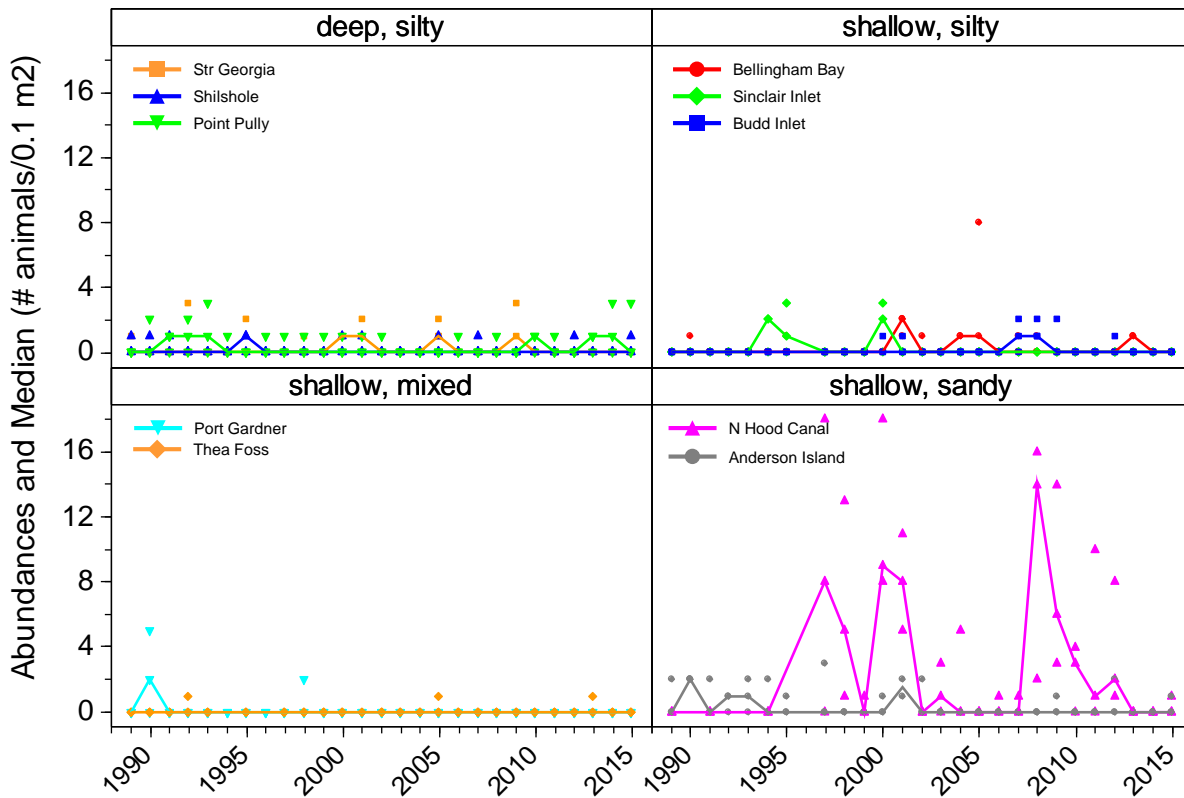 Abundances and Median (# animals/0.1 m2)
deep, silty
16
12
8
4
0
Str Georgia
Shilshole
Point Pully
shallow, silty
Bellingham Bay
Sinclair Inlet
Budd Inlet
shallow, mixed
16
12
8
4
0
Port Gardner
Thea Foss
1990
1995
2000
2005
2010
2015
shallow, sandy
N Hood Canal
Anderson Island
1990
1995
2000
2005
2010
2015